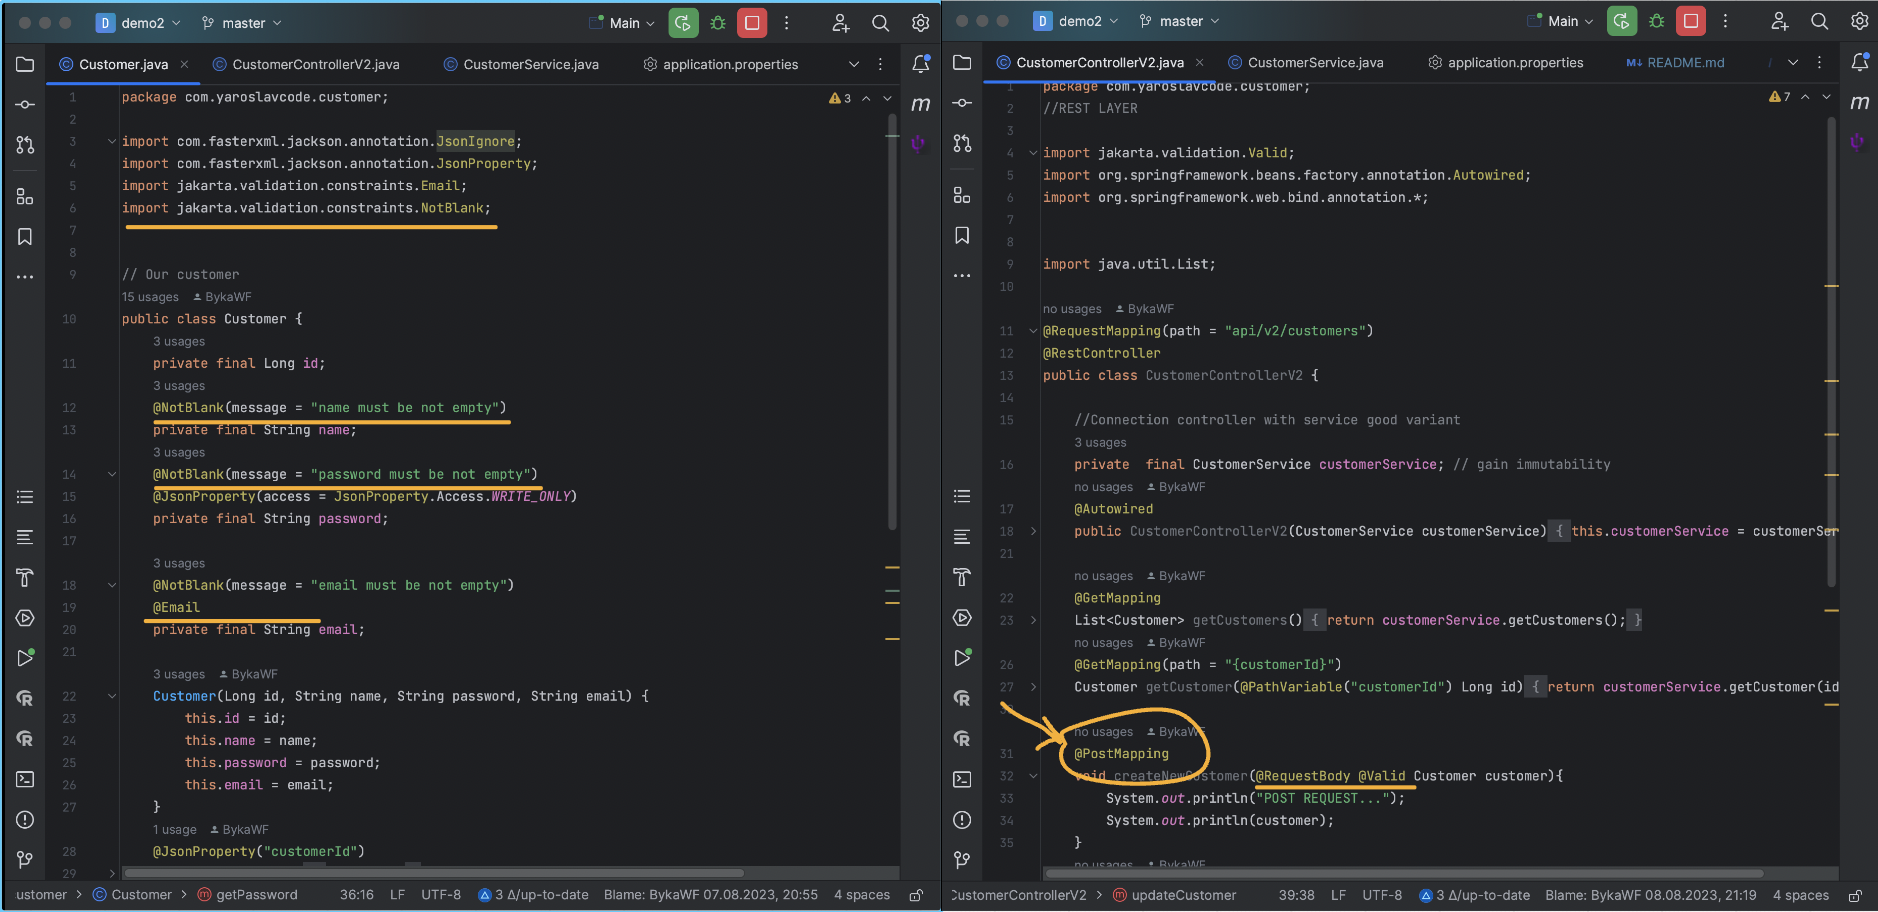 D demo2 master Main
Customer.java CustomerControllerV2.java CustomerService.java application.properties
1 package com.yaroslavcode.customer; 3
2
3 import com.fasterxml.jackson.annotation.JsonIgnore;
4 import com.fasterxml.jackson.annotation.JsonProperty;
5 import jakarta.validation.constraints.Email;
6 import jakarta.validation.constraints.NotBlank;
7
8
9 // Our customer
15 usages BykaWF
10 public class Customer {
3 usages
11 private final Long id;
3 usages
12 @NotBlank(message = "name must be not empty")
13 private final String name;
3 usages
14 @NotBlank(message = "password must be not empty")
15 @JsonProperty(access = JsonProperty.Access.WRITE_ONLY)
16 private final String password;
17
3 usages
18 @NotBlank(message = "email must be not empty")
19 @Email
20 private final String email;
21
3 usages BykaWF
22 Customer(Long id, String name, String password, String email) {
23 this.id = id;
24 this.name = name;
25 this.password = password;
26 this.email = email;
27 }
1 usage BykaWF
28 @JsonProperty("customerId")
29
ustomer > Customer > getPassword 36:16 LF UTF-8 3 Δ/up-to-date Blame: BykaWF 07.08.2023, 20:55 4 spaces
D demo2 master Main
CustomerControllerV2.java CustomerService.java application.properties README.md
1 package com.yaroslavcode.customer;
2 //REST LAYER 7
3
4 import jakarta.validation.Valid;
5 import org.springframework.beans.factory.annotation.Autowired;
6 import org.springframework.web.bind.annotation.*;
7
8
9 import java.util.List;
10
no usages BykaWF
11 @RequestMapping(path = "api/v2/customers")
12 @RestController
13 public class CustomerControllerV2 {
14
15 //Connection controller with service good variant
3 usages
16 private final CustomerService customerService; // gain immutability
no usages BykaWF
17 @Autowired
18 public CustomerControllerV2(CustomerService customerService) { this.customerService = customerSer
21
no usages BykaWF
22 @GetMapping
23 List<Customer> getCustomers() { return customerService.getCustomers(); }
no usages BykaWF
26 @GetMapping(path = "{customerId}")
27 Customer getCustomer(@PathVariable("customerId") Long id) { return customerService.getCustomer(id
30
no usages BykaWF
31 @PostMapping
32 void createNewCustomer(@RequestBody @Valid Customer customer){
33 System.out.println("POST REQUEST...");
34 System.out.println(customer);
35 }
no usages BykaWF
CustomerControllerV2 > updateCustomer 39:38 LF UTF-8 3 Δ/up-to-date Blame: BykaWF 08.08.2023, 21:19 4 spaces